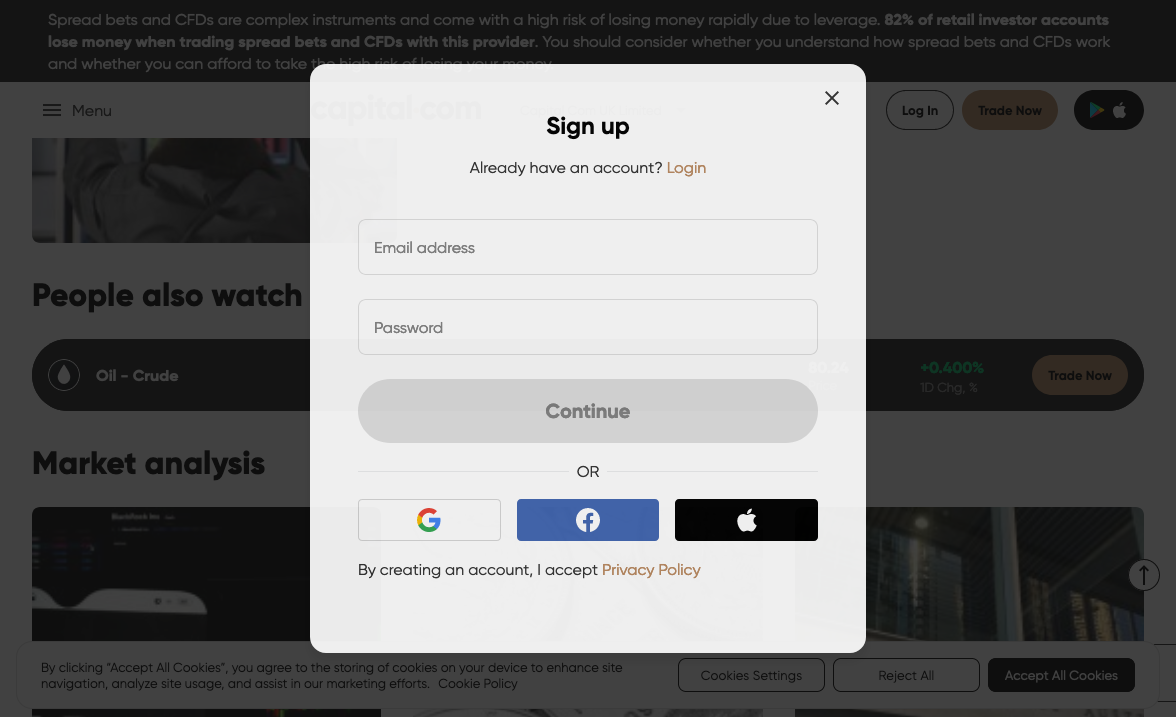 Spread bets and CFDs are complex instruments and come with a high risk of losing money rapidly due to leverage. 82% of retail investor accounts
lose money when trading spread bets and CFDs with this provider. You should consider whether you understand how spread bets and CFDs work
and whether you can afford to take the high risk of losing your money.
Menu
capital com
Log In
Trade Now
Sign up
Already have an account? Login
Email address
Password
People also watch
Oil - Crude
+0.400%
1D Chg, %
Trade Now
Continue
Market analysis
OR
By creating an account, I accept Privacy Policy
By clicking “Accept All Cookies”, you agree to the storing of cookies on your device to enhance site
navigation, analyze site usage, and assist in our marketing efforts. Cookie Policy
Cookies Settings
Reject All
Accept All Cookies